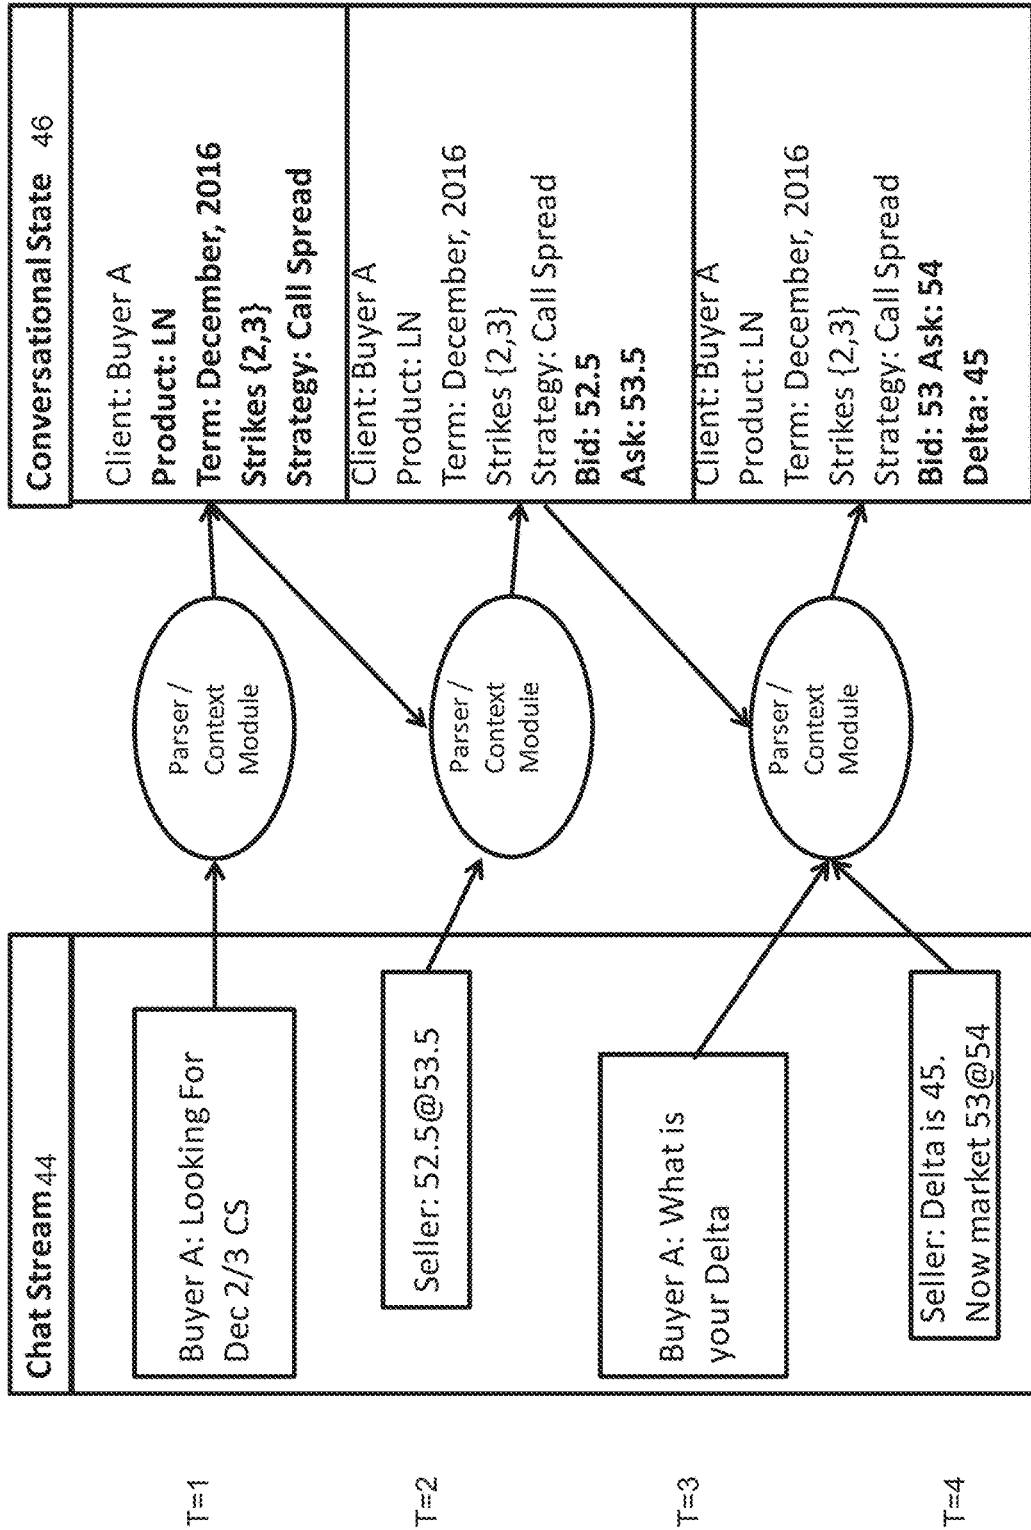 Chat Stream 44
Conversational State 46
T=1
Buyer A: Looking For
Dec 2/3 CS
Parser /
Context
Module
Client: Buyer A
Product: LN
Term: December, 2016
Strikes {2,3}
Strategy: Call Spread
T=2
Seller: 52.5@53.5
Parser /
Context
Module
Client: Buyer A
Product: LN
Term: December, 2016
Strikes {2,3}
Strategy: Call Spread
Bid: 52.5
Ask: 53.5
T=3
Buyer A: What is
your Delta
Parser /
Context
Module
T=4
Seller: Delta is 45.
Now market 53@54
Client: Buyer A
Product: LN
Term: December, 2016
Strikes {2,3}
Strategy: Call Spread
Bid: 53 Ask: 54
Delta: 45